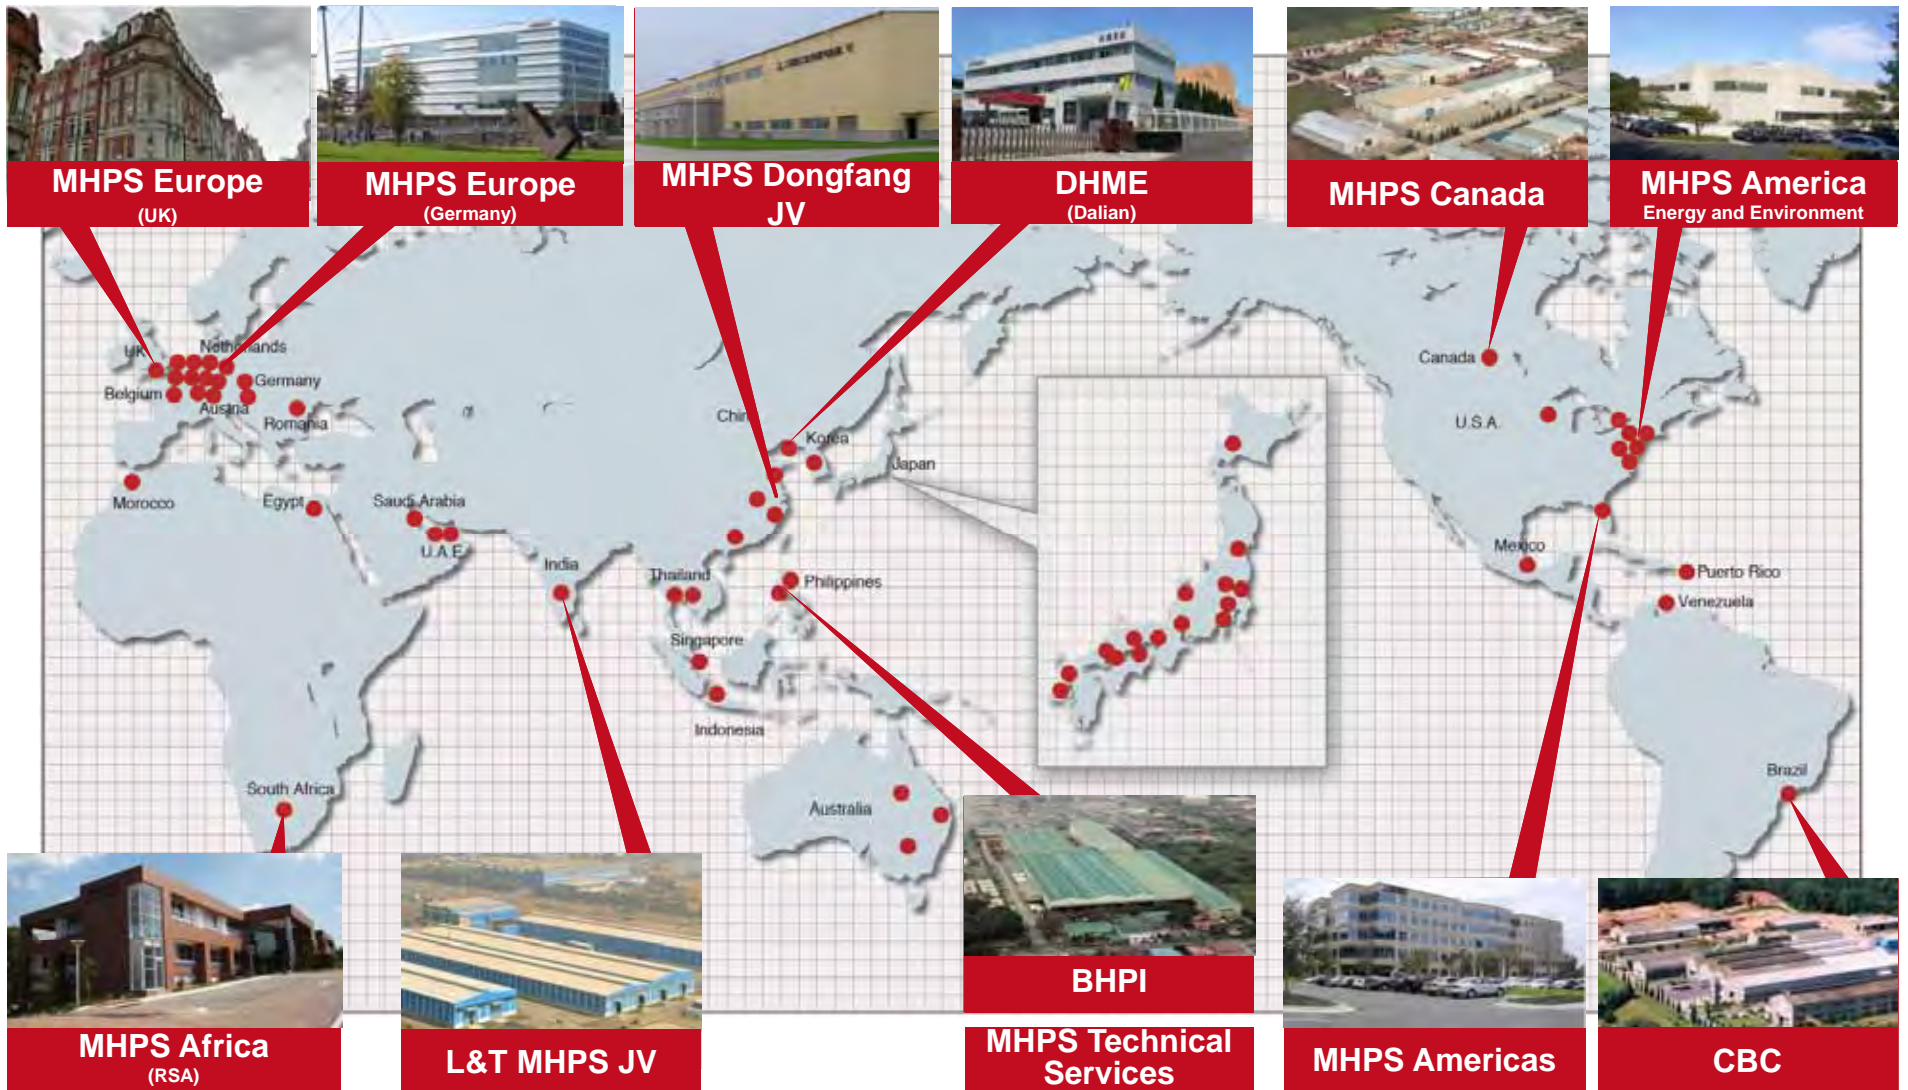 MHPS Europe
(UK)
MHPS Europe
(Germany)
MHPS Dongfang
JV
DHME
(Dalian)
MHPS Canada
MHPS America
Energy and Environment
UK
Netherlands
Belgium
Germany
Austria
Romania
Morocco
Egypt
Saudi Arabia
U.A.E
India
China
Korea
Japan
Thailand
Philippines
Singapore
Indonesia
Australia
South Africa
Canada
U.S.A.
Mexico
Puerto Rico
Venezuela
Brazil
MHPS Africa
(RSA)
L&T MHPS JV
BHPI
MHPS Technical
Services
MHPS Americas
CBC